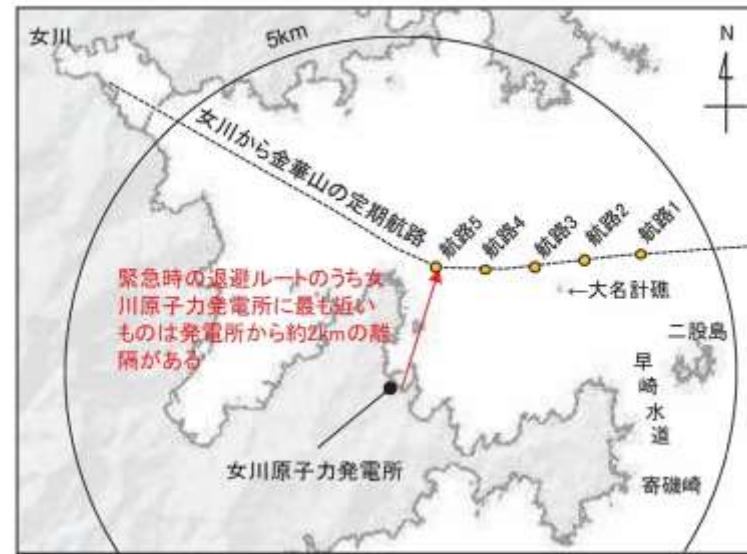 女川
5km
N
女川から金華山の定期航路
航路5
航路4
航路3
航路2
航路1
緊急時の退避ルートのうち女
川原子力発電所に最も近い
ものは発電所から約2kmの離
隔がある
←大名計礁
二股島
早崎水道
女川原子力発電所
寄磯崎